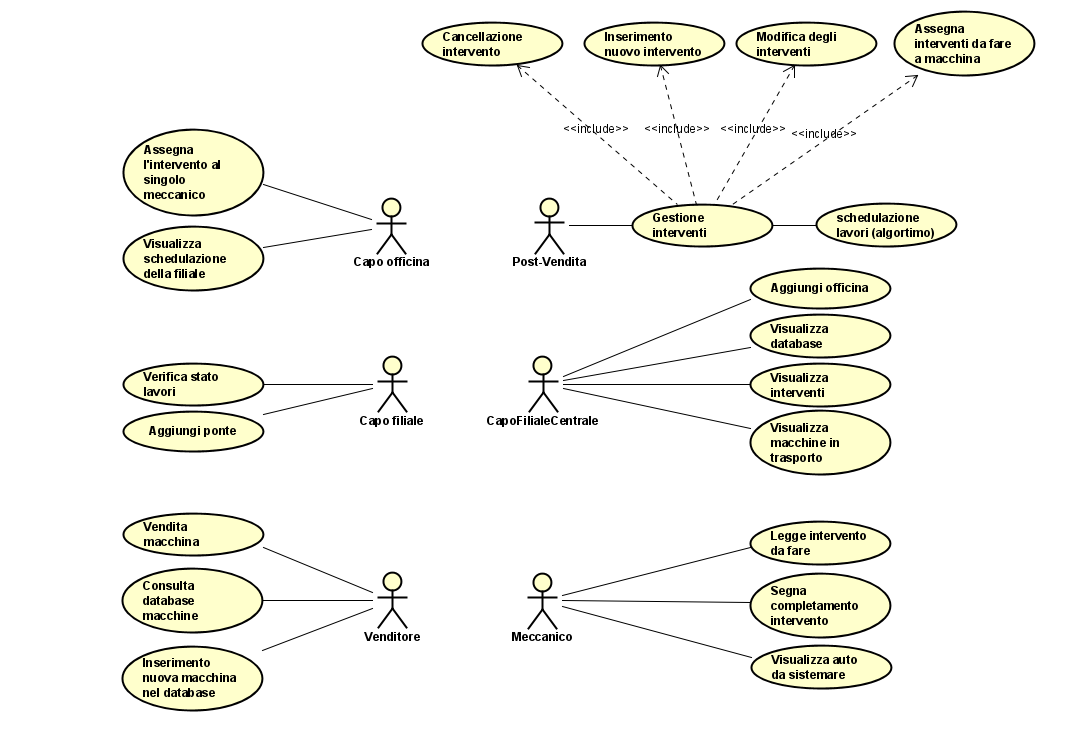 Cancellazione
intervento
Inserimento
nuovo intervento
Modifica degli
interventi
Assegna
interventi da fare
a macchina
<<include>>
<<include>>
<<include>>
<<include>>
Assegna
l'intervento al
singolo
meccanico
Visualizza
schedulazione
della filiale
Capo officina
Post-Vendita
Gestione
interventi
schedulazione
lavori (algortimo)
Verifica stato
lavori
Aggiungi ponte
Capo filiale
CapoFilialeCentrale
Aggiungi officina
Visualizza
database
Visualizza
interventi
Visualizza
macchine in
trasporto
Vendita
macchina
Consulta
database
macchine
Inserimento
nuova macchina
nel database
Venditore
Meccanico
Legge intervento
da fare
Segna
completamento
intervento
Visualizza auto
da sistemare